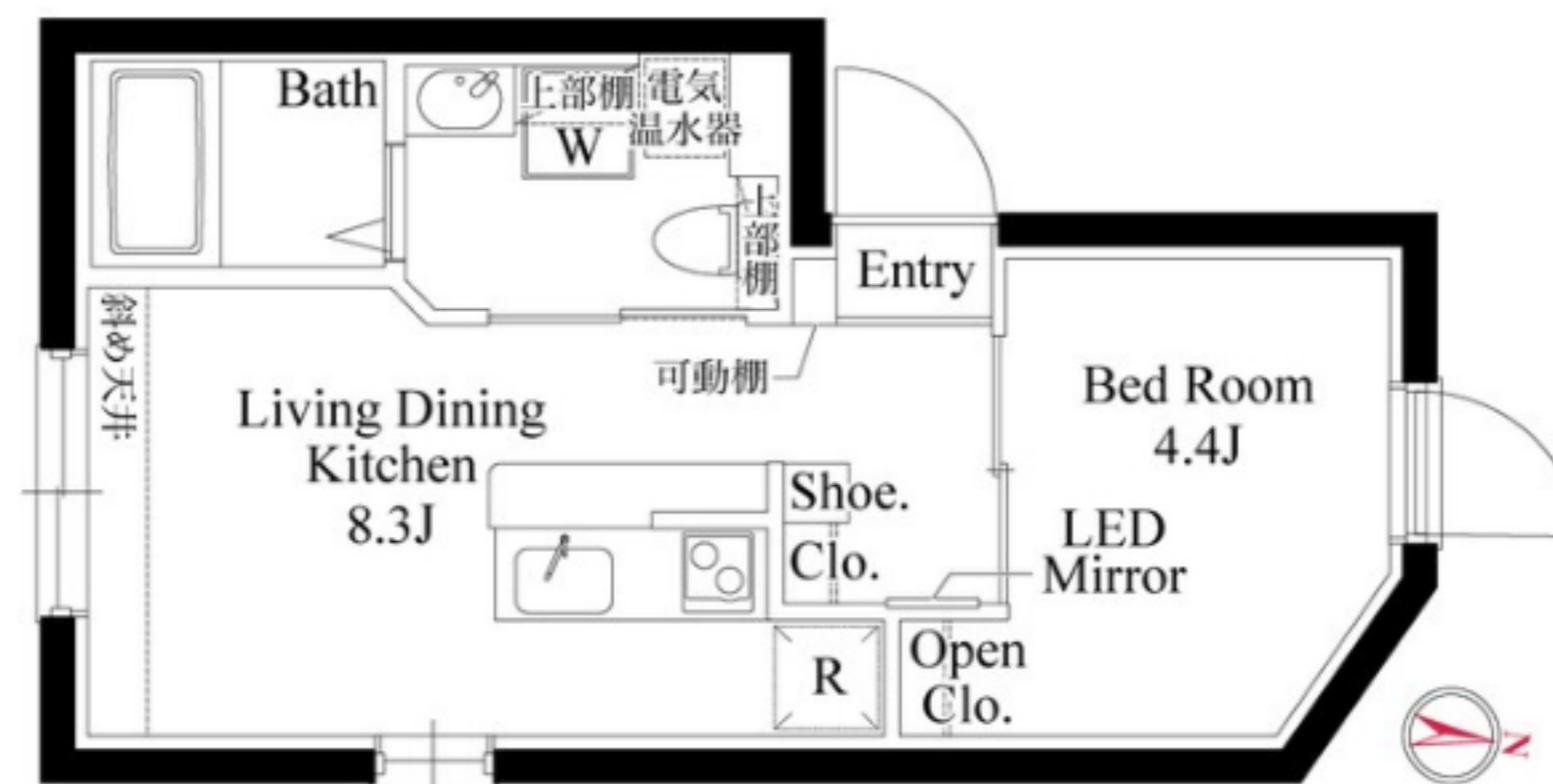 Bath
上部棚
電気
温水器
W
上部棚
Entry
斜め天井
可動棚
Living Dining
Kitchen
8.3J
Bed Room
4.4J
Shoe.
Clo.
LED
Mirror
R
Open
Clo.
N